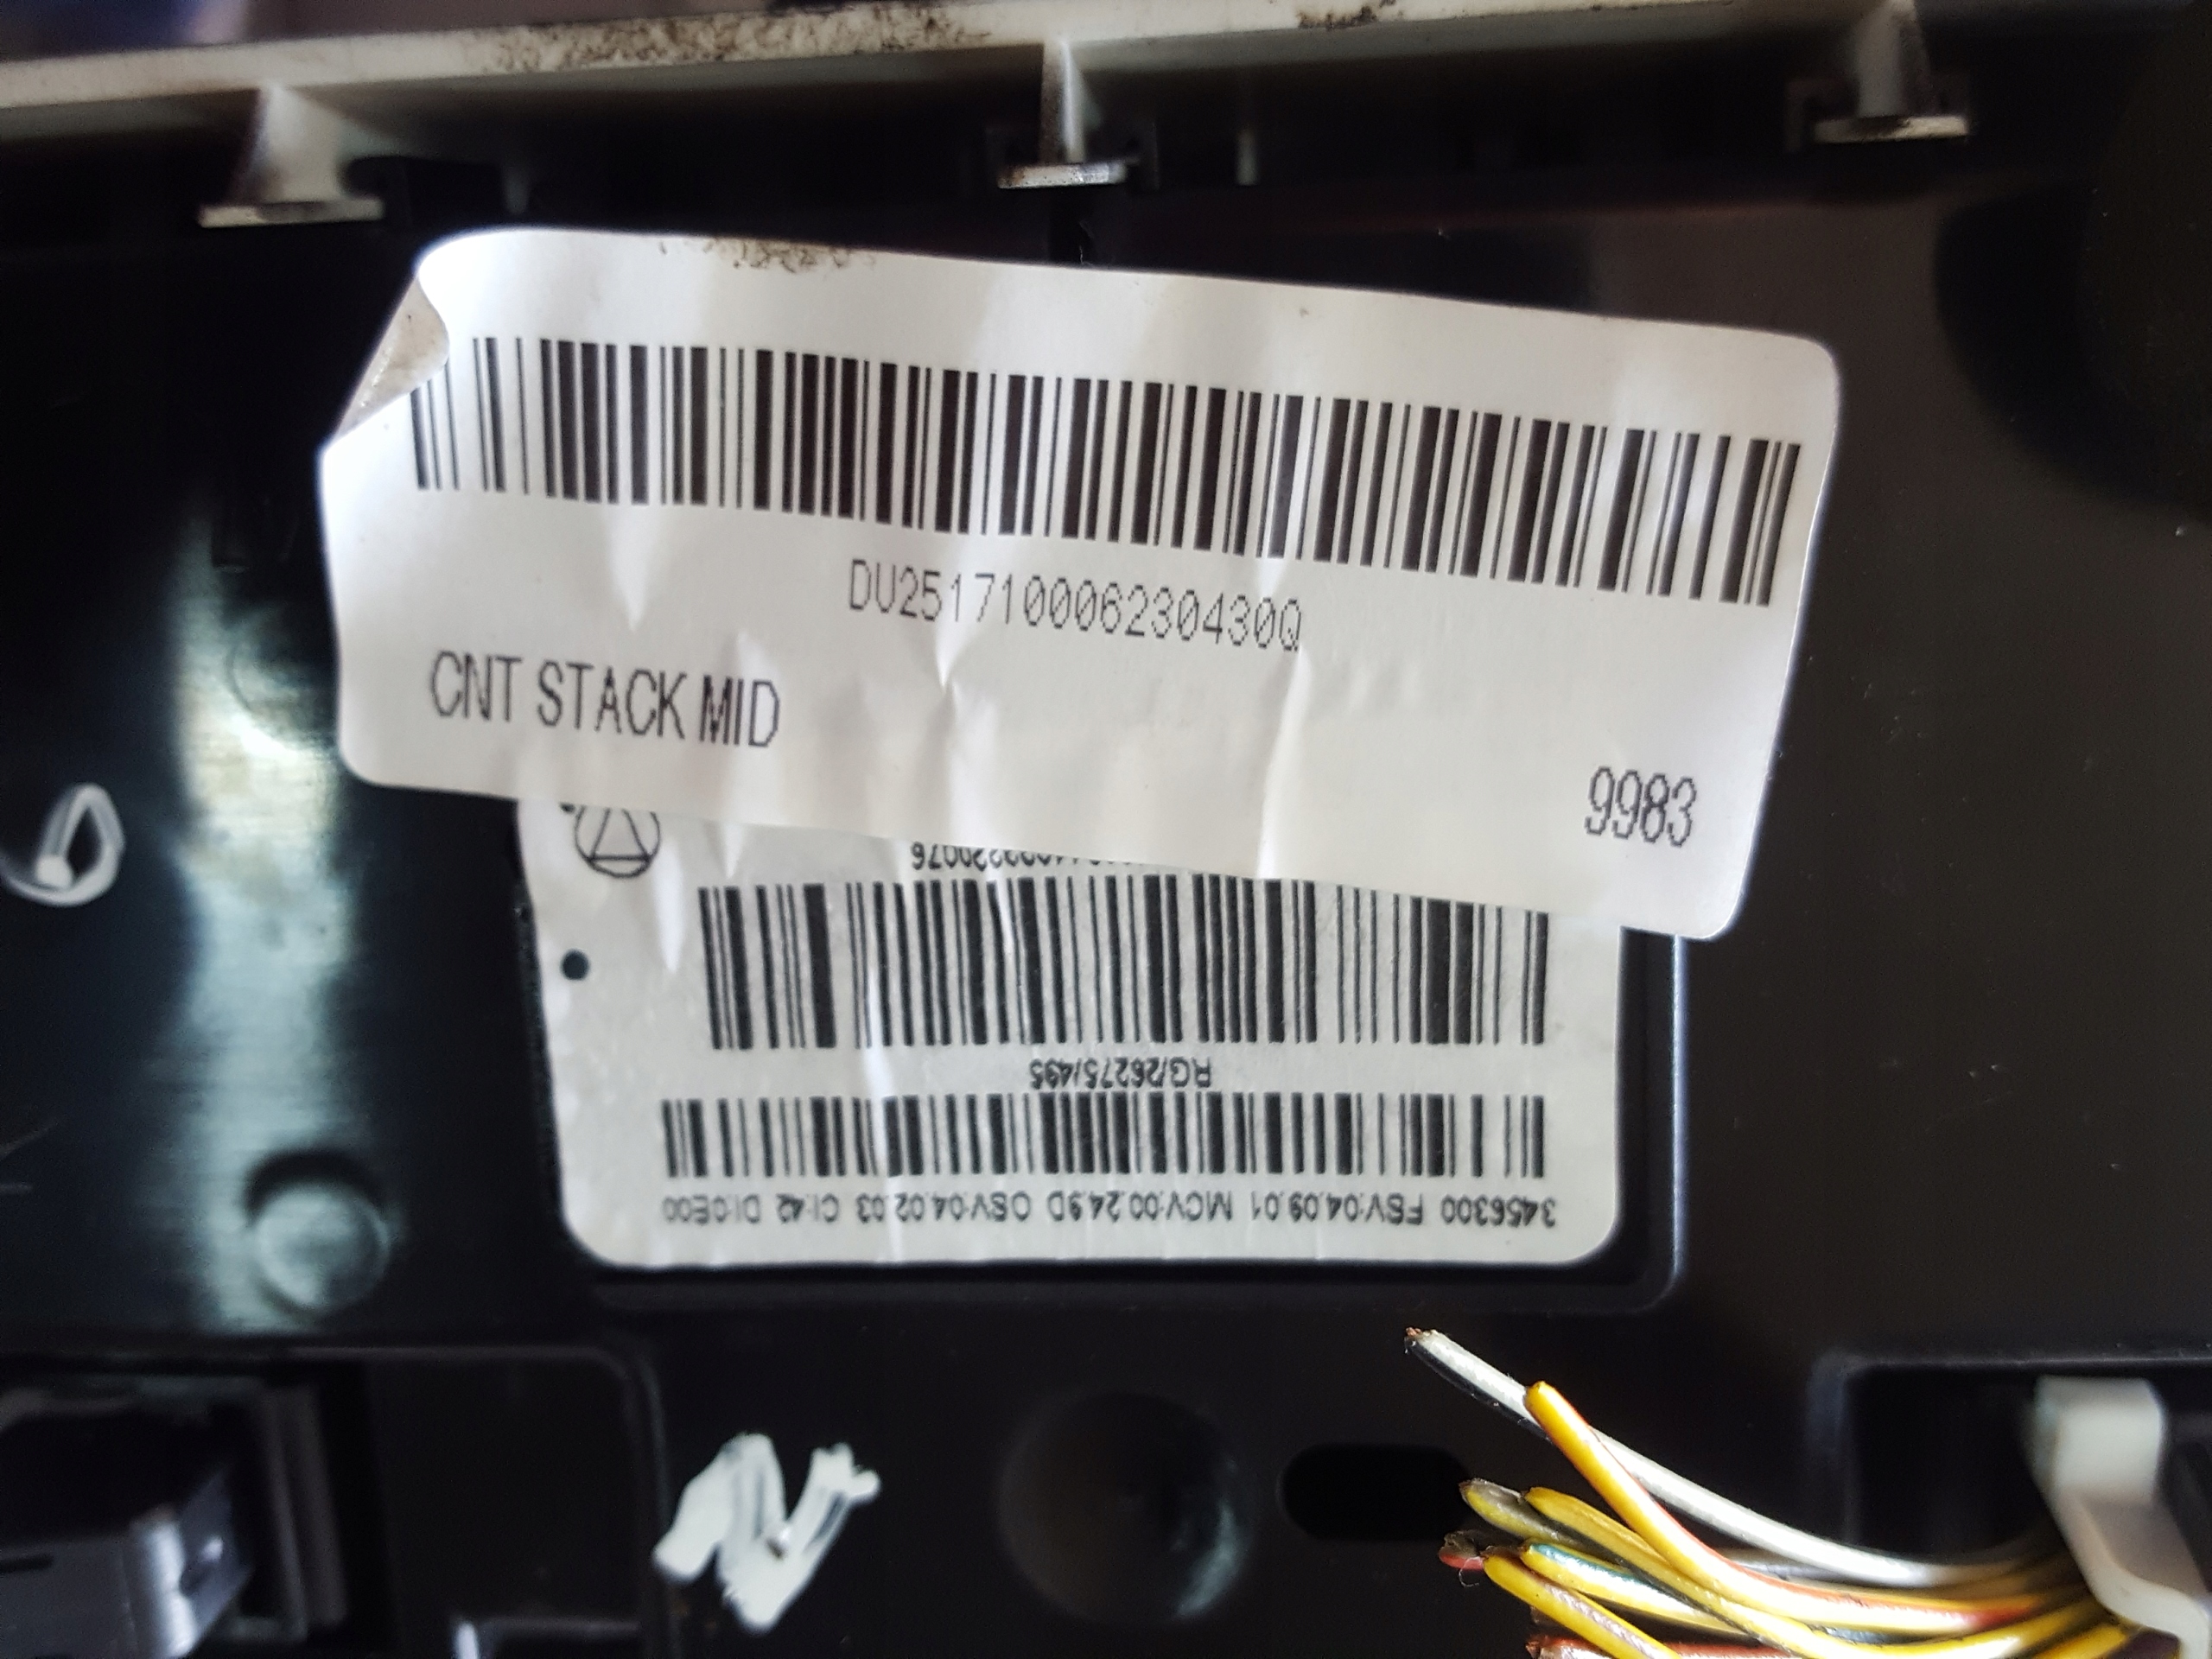 DU251710006230430Q
CNT STACK MID
9983
RG/26275/495
3456300 FSV:04.09.01 MCV:00.24.9D OSV:04.02.03 CI:42 DI:0E00
N